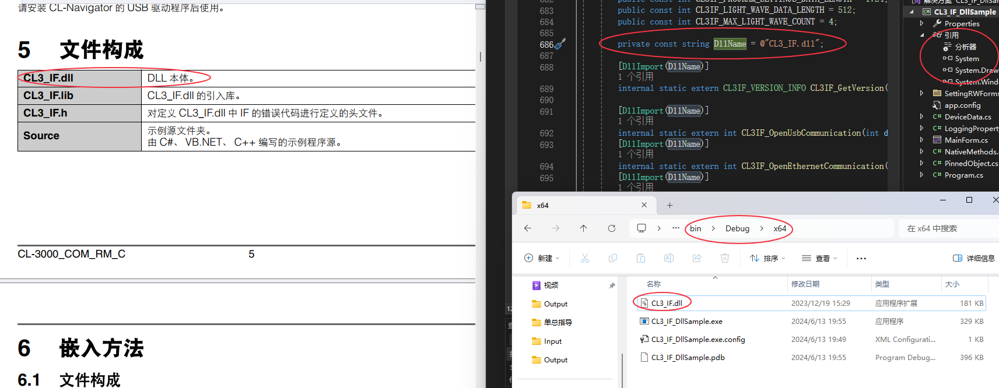 请安装 CL-Navigator 的 USB 驱动程序后使用。
5 文件构成
CL3_IF.dll DLL 本体。
CL3_IF.lib CL3_IF.dll 的引入库。
CL3_IF.h 对定义 CL3_IF.dll 中 IF 的错误代码进行定义的头文件。
Source 示例源文件夹。
由 C#、VB.NET、C++ 编写的示例程序源。
CL-3000_COM_RM_C 5
6 嵌入方法
6.1 文件构成
683 public const int CL3IF_LIGHT_WAVE_DATA_LENGTH = 512;
684 public const int CL3IF_MAX_LIGHT_WAVE_COUNT = 4;
685
686 private const string DllName = @"CL3_IF.dll";
687
688 [DllImport(DllName)]
1 个引用
689 internal static extern CL3IF_VERSION_INFO CL3IF_GetVersion(
690
691 [DllImport(DllName)]
1 个引用
692 internal static extern int CL3IF_OpenUsbCommunication(int d
693 [DllImport(DllName)]
1 个引用
694 internal static extern int CL3IF_OpenEthernetCommunication(
695 [DllImport(DllName)]
1 个引用
C# CL3_IF_DllSample
Properties
引用
分析器
System
System.Draw
System.Wind
SettingRWForms
app.config
C# DeviceData.cs
C# LoggingProperty
MainForm.cs
C# NativeMethods.
C# PinnedObject.cs
C# Program.cs
x64
bin Debug x64
在 x64 中搜索
新建
排序
查看
详细信息
视频
Output
单总指导
Input
Output
名称 修改日期 类型 大小
CL3_IF.dll 2023/12/19 15:29 应用程序扩展 181 KB
CL3_IF_DllSample.exe 2024/6/13 19:55 应用程序 329 KB
CL3_IF_DllSample.exe.config 2024/6/13 19:49 XML Configurati... 1 KB
CL3_IF_DllSample.pdb 2024/6/13 19:55 Program Debug... 396 KB